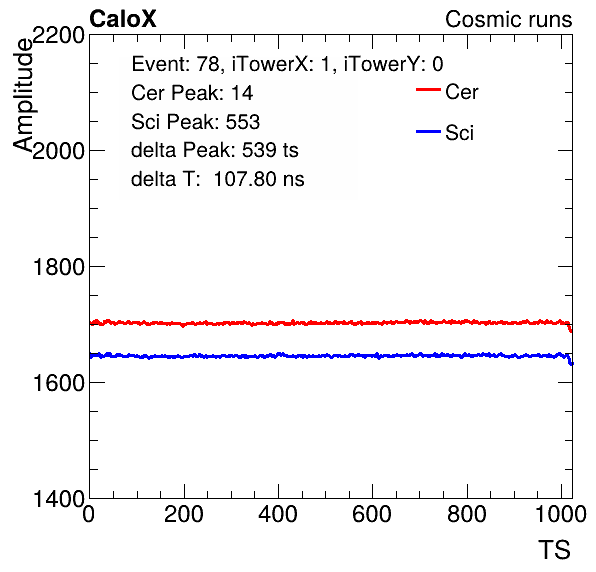 CaloX Cosmic runs
Amplitude
2200
2000
1800
1600
1400
Event: 78, iTowerX: 1, iTowerY: 0
Cer Peak: 14
Sci Peak: 553
delta Peak: 539 ts
delta T: 107.80 ns
Cer
Sci
0 200 400 600 800 1000
TS